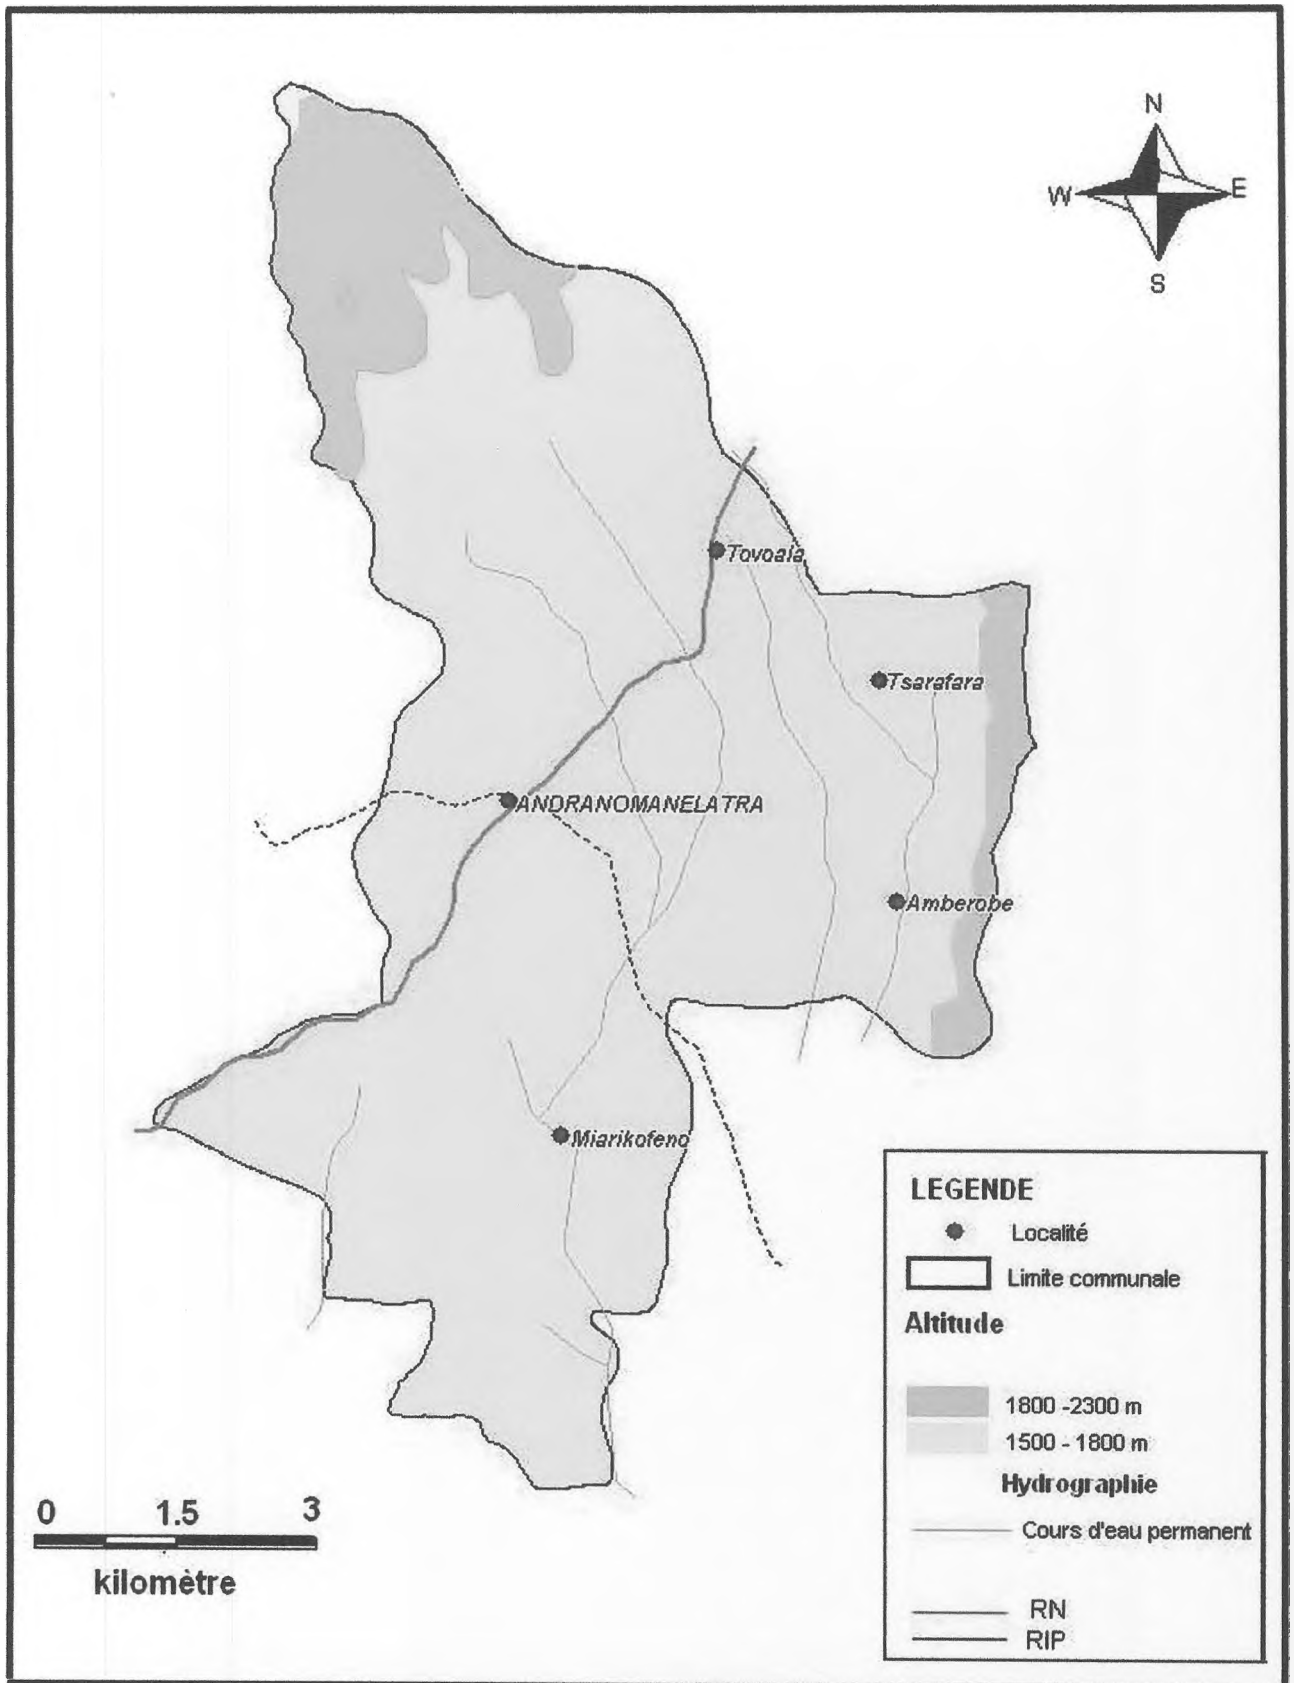 N
W E
S
Tovoala
Tsarafara
ANDRANOMANELATRA
Amberobe
Miarikofeno
LEGENDE
Localité
Limite communale
Altitude
1800 -2300 m
1500 - 1800 m
Hydrographie
Cours d'eau permanent
RN
RIP
0 1.5 3
kilomètre